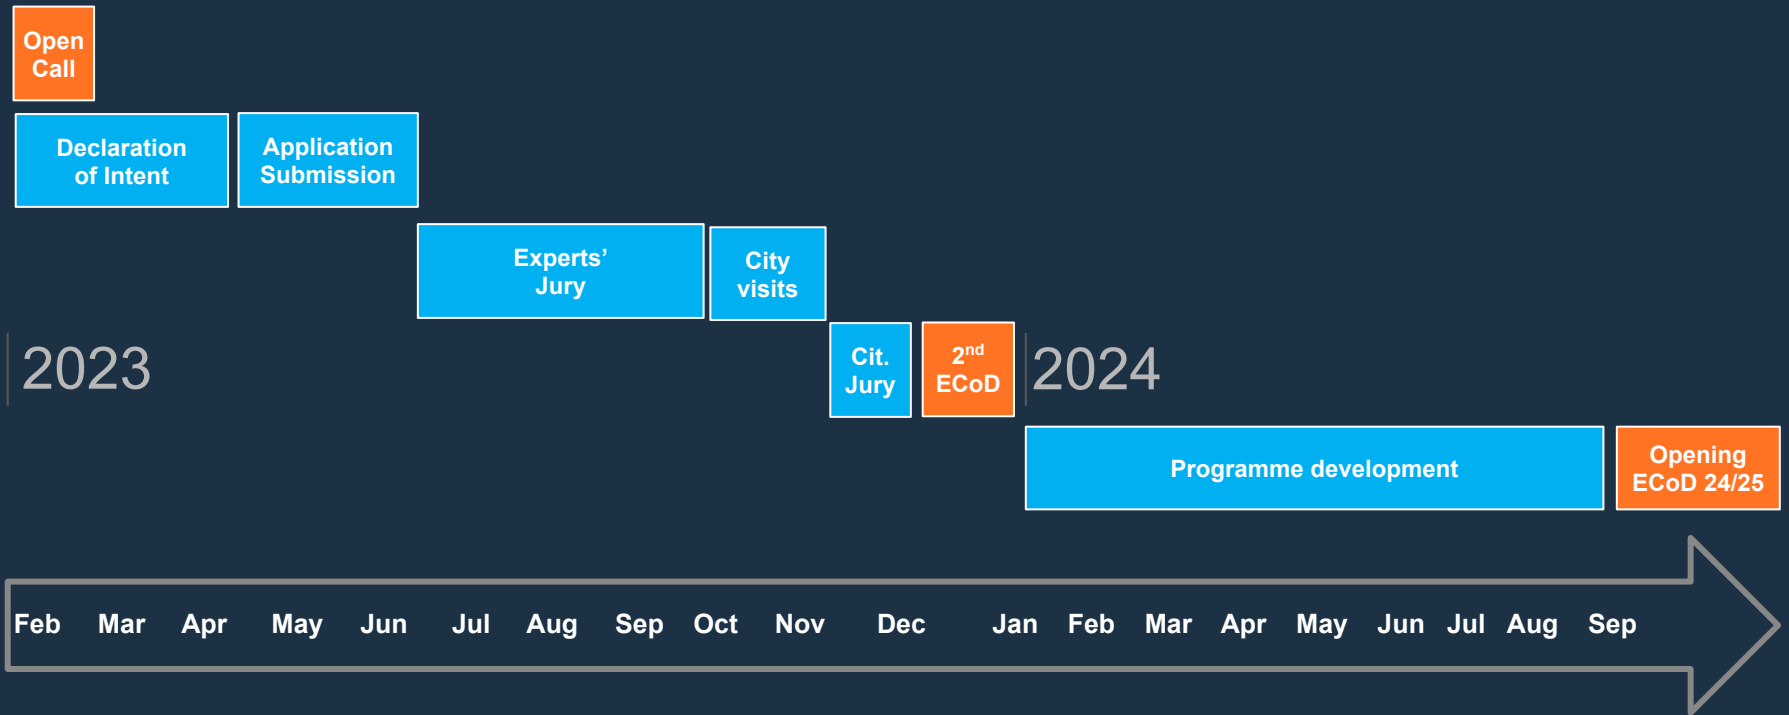 Open
Call
Declaration
of Intent
Application
Submission
Experts’
Jury
City
visits
2023
Cit.
Jury
2nd
ECoD
2024
Programme development
Opening
ECoD 24/25
Feb Mar Apr May Jun Jul Aug Sep Oct Nov Dec Jan Feb Mar Apr May Jun Jul Aug Sep